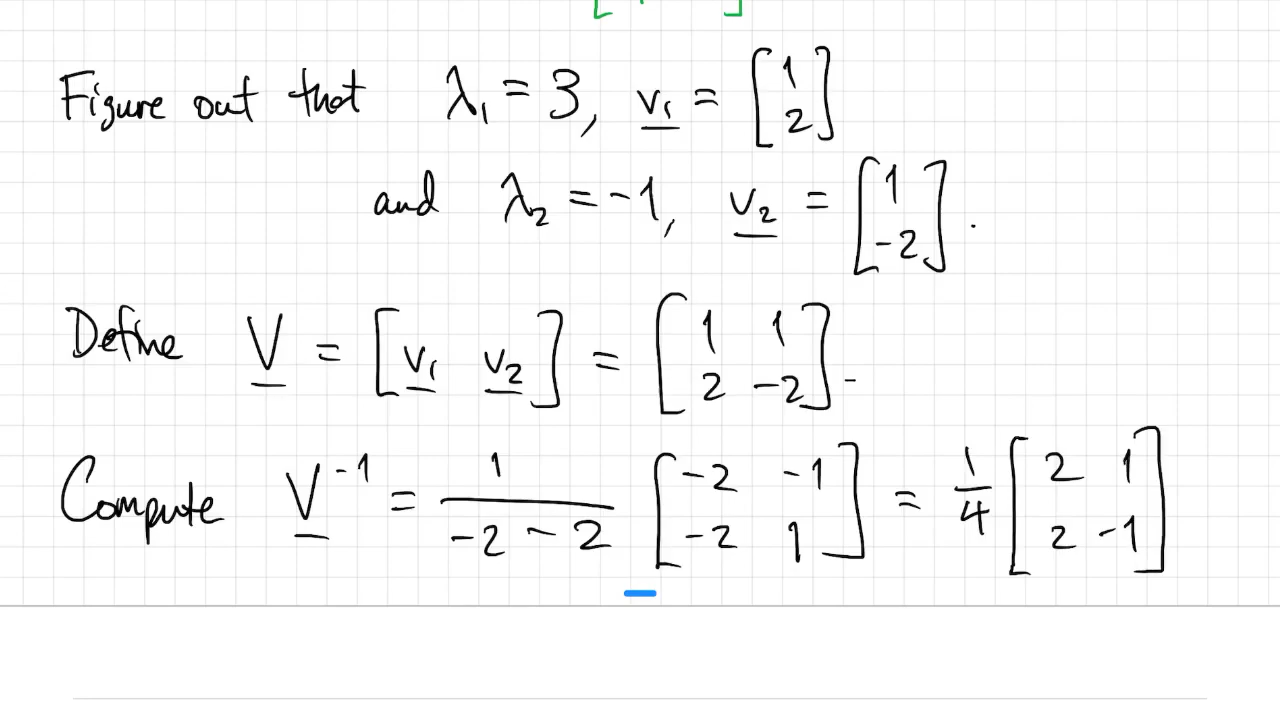 Figure out that λ₁ = 3, v₁ = [1; 2]
and λ₂ = -1, v₂ = [1; -2].
Define V = [v₁ v₂] = [1 1; 2 -2].
Compute V⁻¹ = 1/(-2 - 2) [-2 -1; -2 1] = 1/4 [2 1; 2 -1]